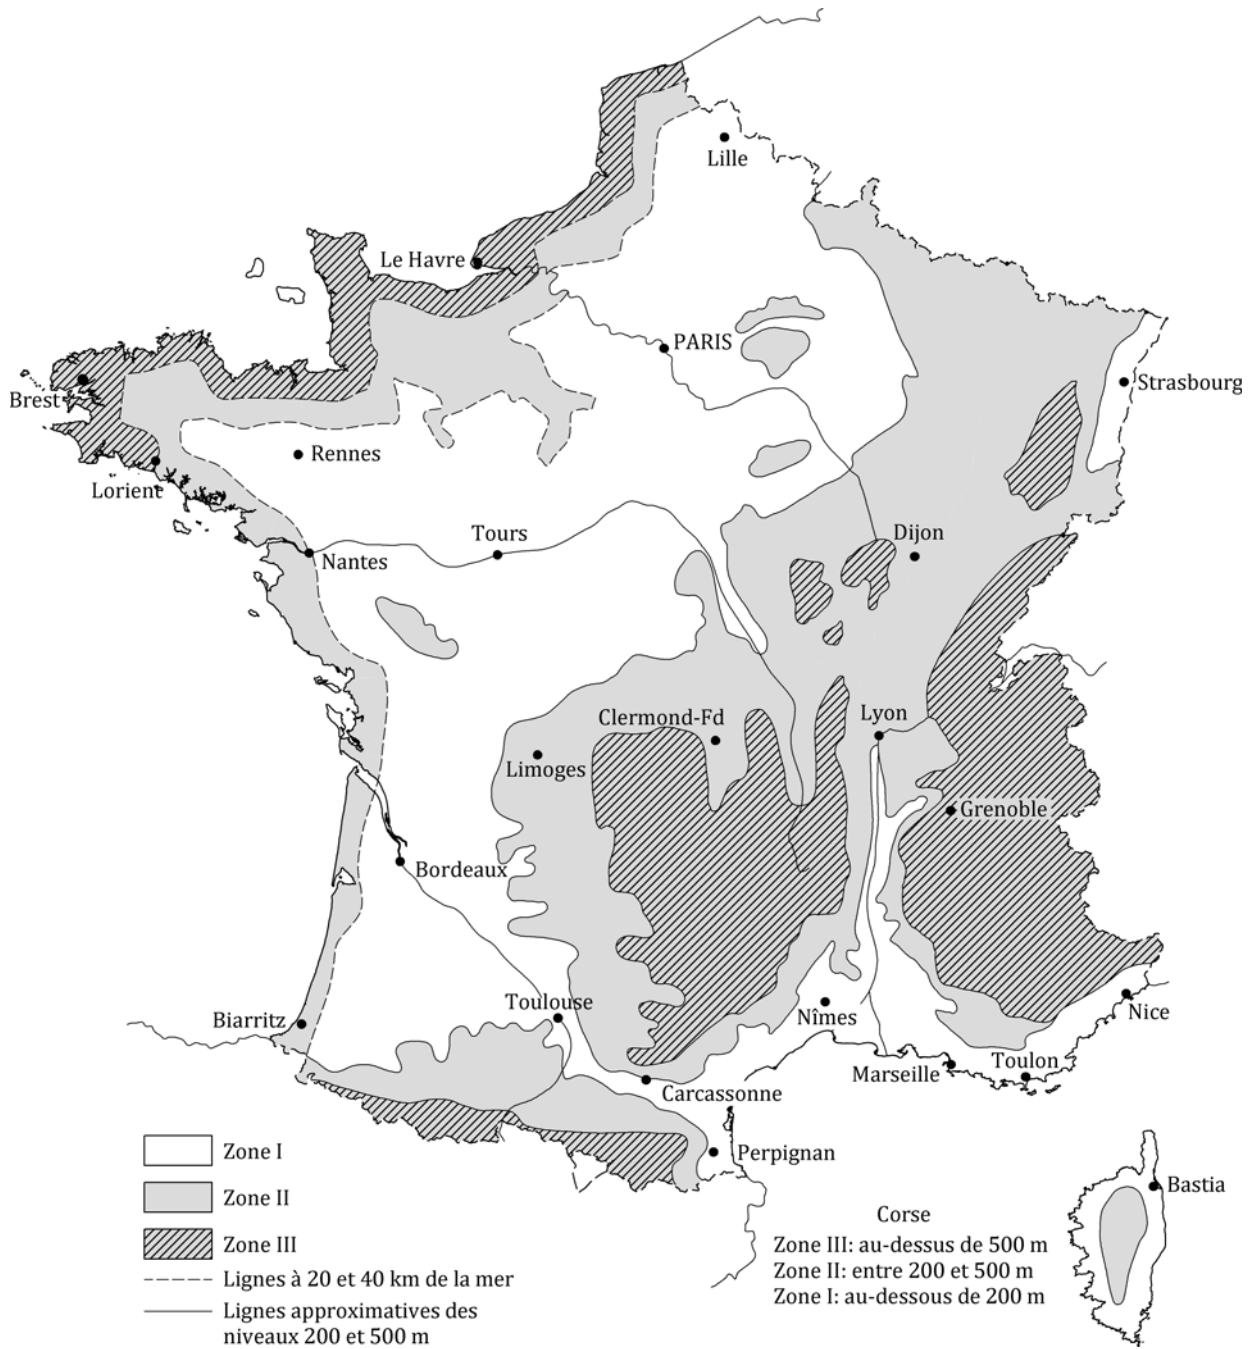 Lille
Le Havre
PARIS
Strasbourg
Brest
Rennes
Lorient
Tours
Dijon
Nantes
Clermond-Fd
Lyon
Limoges
Grenoble
Bordeaux
Toulouse
Biarritz
Nîmes
Nice
Marseille
Toulon
Carcassonne
Perpignan
Bastia
Zone I
Zone II
Zone III
Lignes à 20 et 40 km de la mer
Lignes approximatives des
niveaux 200 et 500 m
Corse
Zone III: au-dessus de 500 m
Zone II: entre 200 et 500 m
Zone I: au-dessous de 200 m